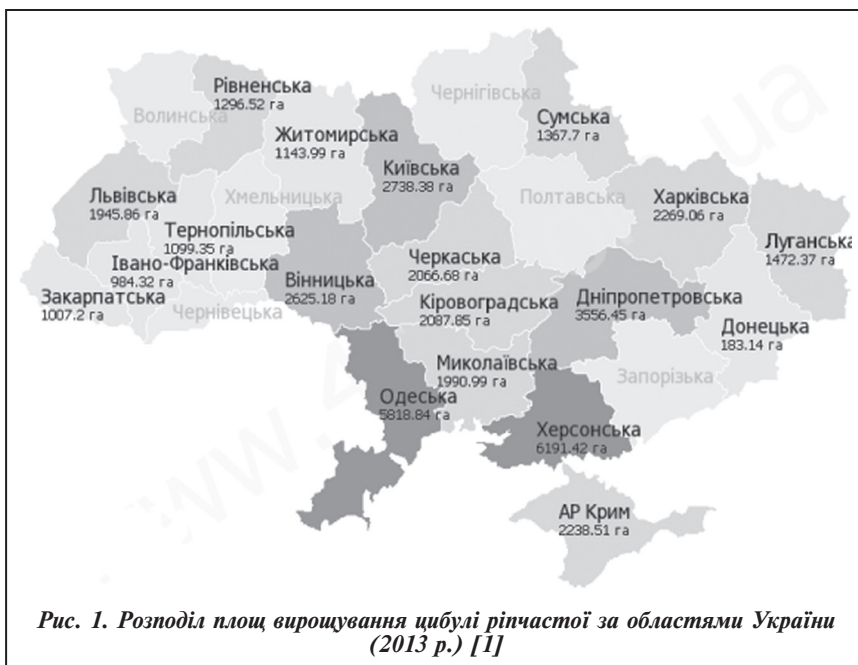 Рівненська
1296.52 га
Волинська
Чернігівська
Сумська
1367.7 га
Житомирська
1143.99 га
Київська
2738.38 га
Львівська
1945.86 га
Хмельницька
Полтавська
Харківська
2269.06 га
Тернопільська
1099.35 га
Луганська
1472.37 га
Івано-Франківська
984.32 га
Черкаська
2066.68 га
Вінницька
2625.18 га
Закарпатська
1007.2 га
Чернівецька
Кіровоградська
2087.85 га
Дніпропетровська
3556.45 га
Донецька
183.14 га
Миколаївська
1990.99 га
Запорізька
Одеська
5818.84 га
Херсонська
6191.42 га
АР Крим
2238.51 га
Рис. 1. Розподіл площ вирощування цибулі ріпчастої за областями України
(2013 р.) [1]